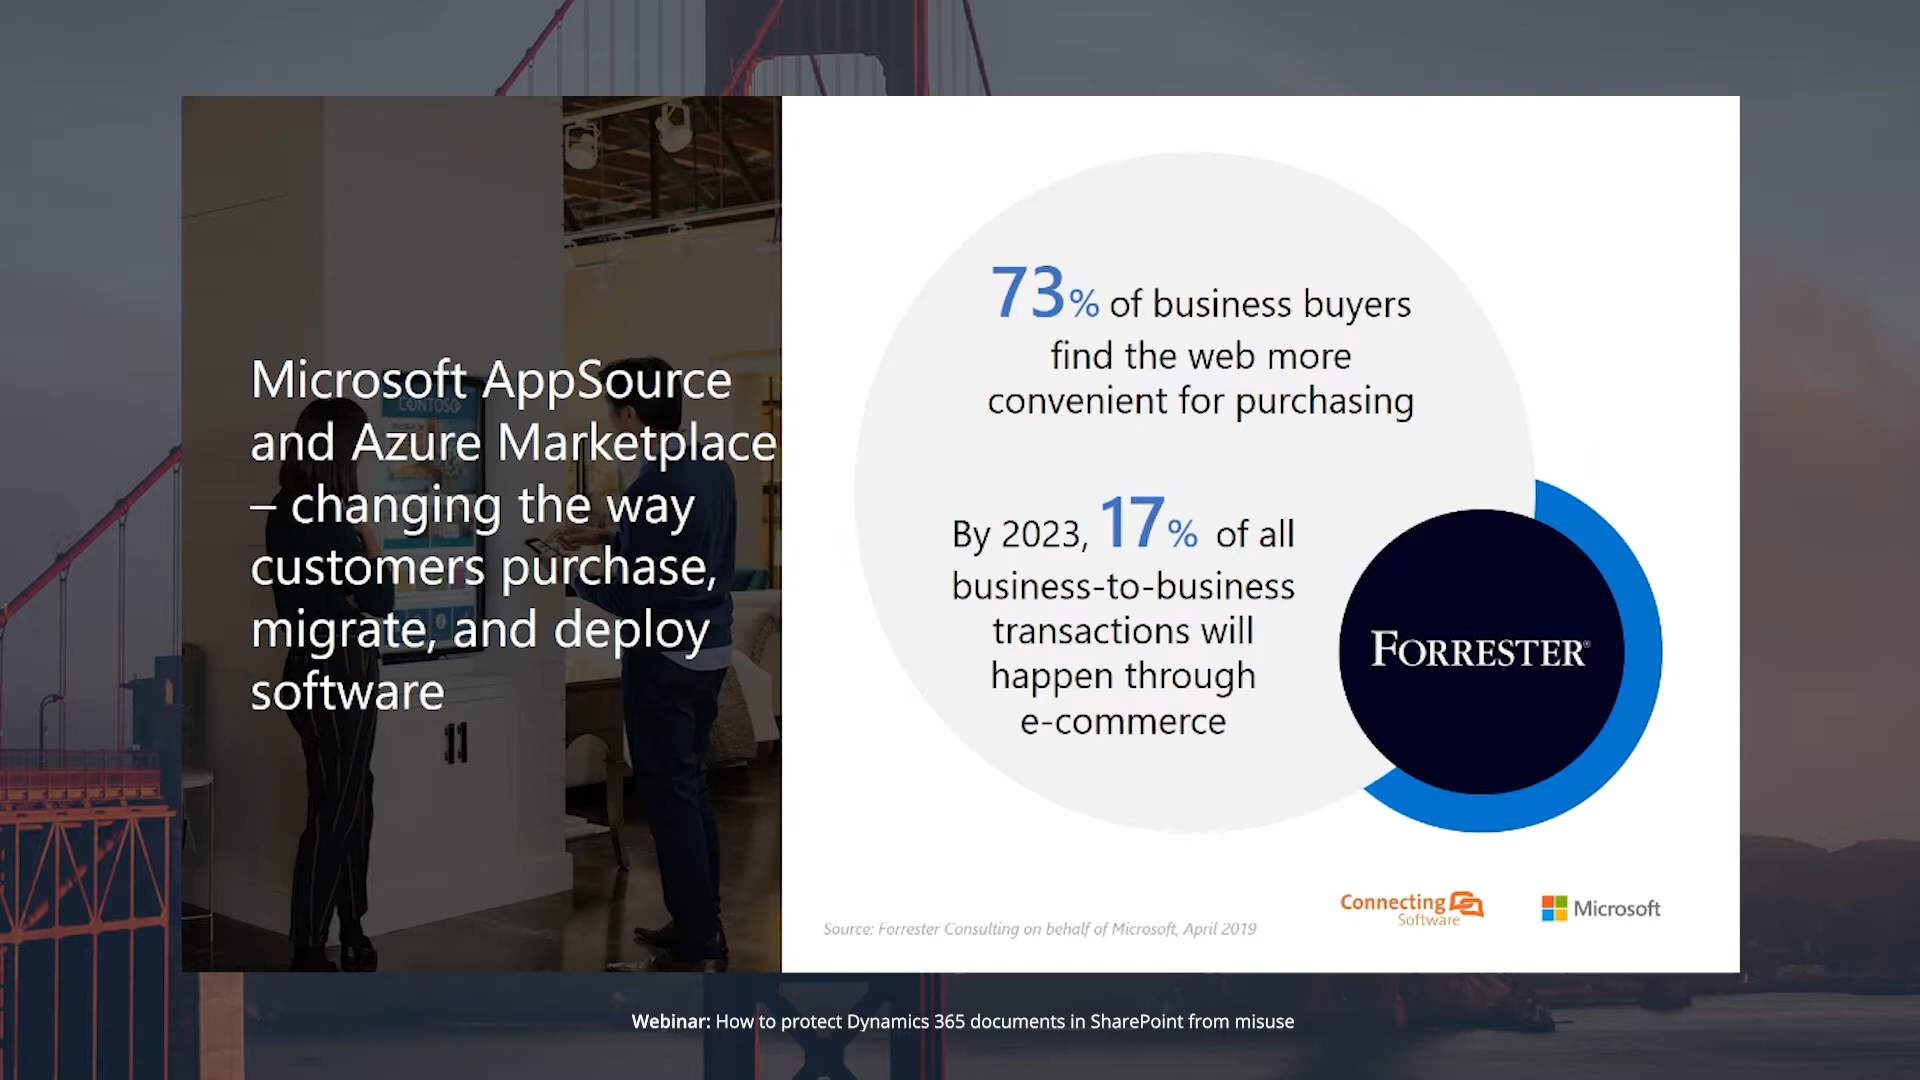 Microsoft AppSource
and Azure Marketplace
– changing the way
customers purchase,
migrate, and deploy
software
CONTOSO
73% of business buyers
find the web more
convenient for purchasing
By 2023, 17% of all
business-to-business
transactions will
happen through
e-commerce
FORRESTER®
Source: Forrester Consulting on behalf of Microsoft, April 2019
Connecting
Software
Microsoft
Webinar: How to protect Dynamics 365 documents in SharePoint from misuse